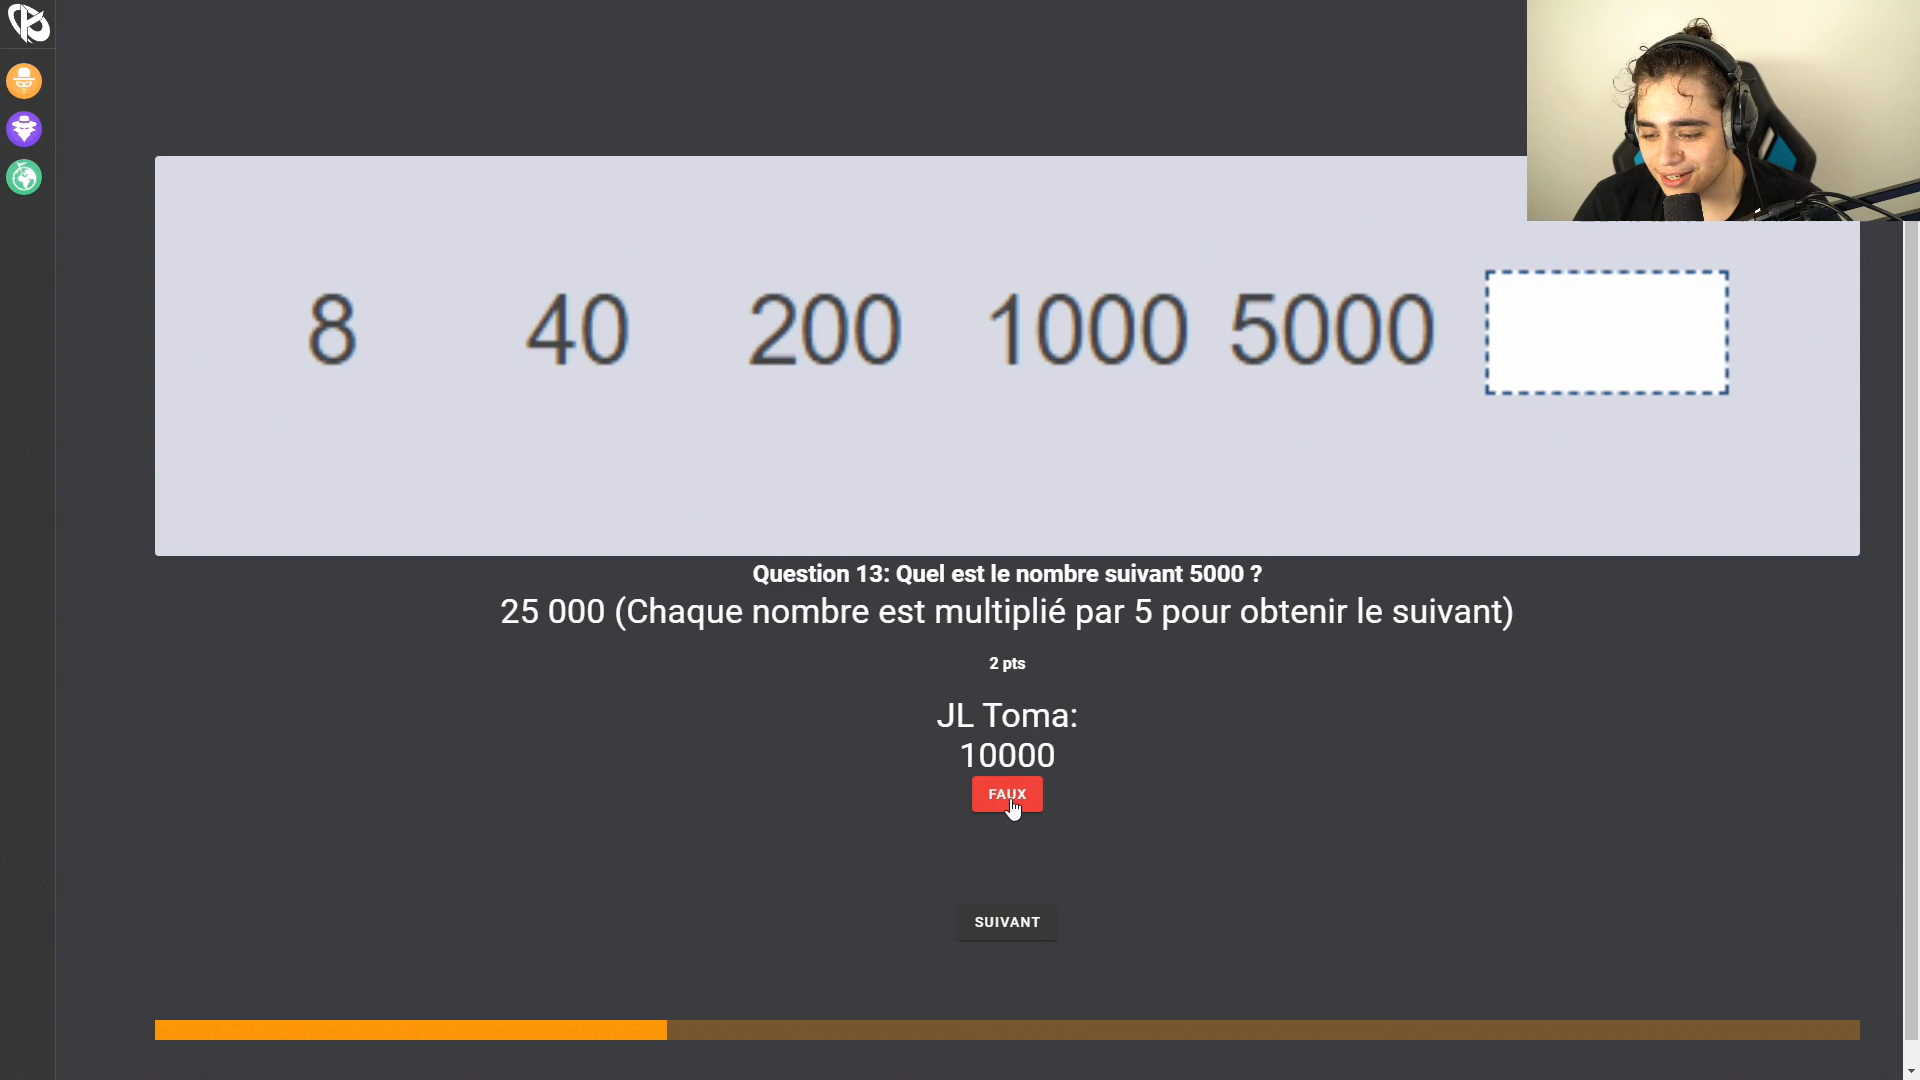 8 40 200 1000 5000
Question 13: Quel est le nombre suivant 5000 ?
25 000 (Chaque nombre est multiplié par 5 pour obtenir le suivant)
2 pts
JL Toma:
10000
FAUX
SUIVANT